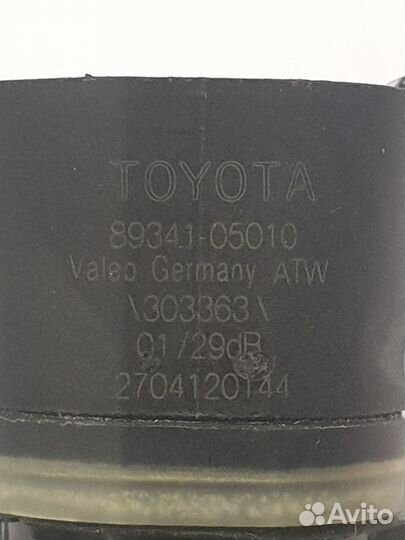 TOYOTA
89341-05010
Valeo Germany ATW
\303363\
01/29dB
2704120144
Avito